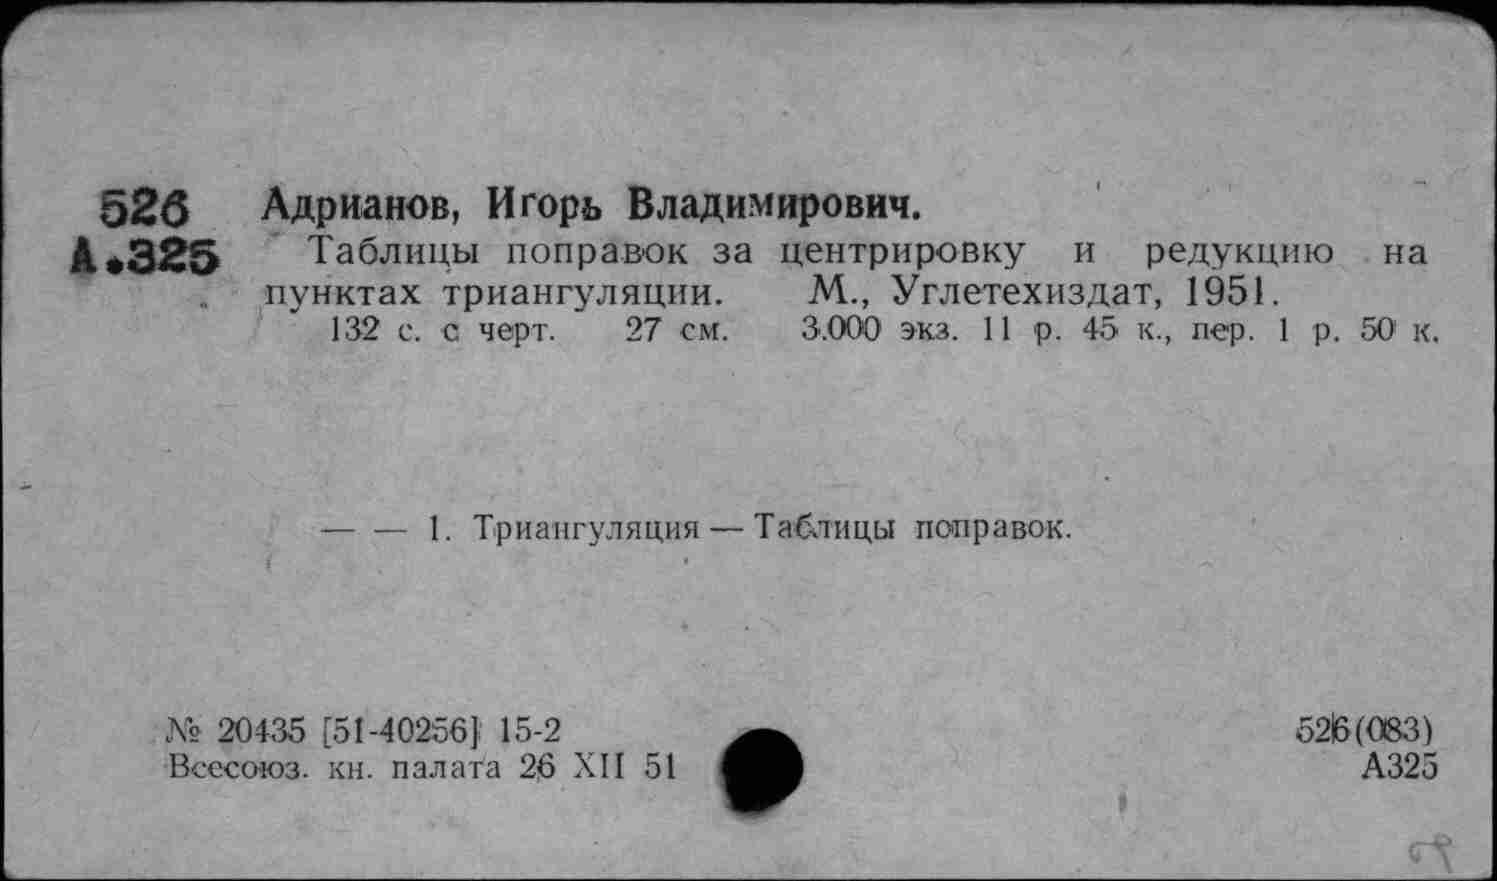 526 Адрианов, Игорь Владимирович.
А.325 Таблицы поправок за центрировку и редукцию на
пунктах триангуляции. М., Углетехиздат, 1951.
132 с. с черт. 27 см. 3.000 экз. 11 р. 45 к., пер. 1 р. 50 к.
— — 1. Триангуляция — Таблицы поправок.
№ 20435 [51-40256] 15-2
Всесоюз. кн. палата 26 XII 51
526(083)
А325